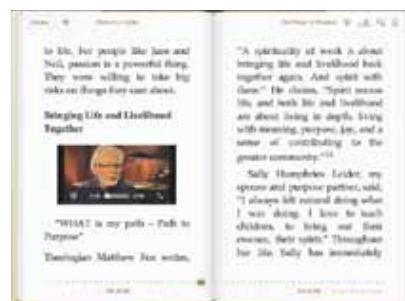 to life. For people like Jane and
Neil, passion is a powerful thing.
They were willing to take big
risks on things they care about.
Bringing Life and Livelihood
Together
"WHAT is my path – Path to
Purpose"
Theologian Matthew Fox writes,
"A spirituality of work is about
bringing life and livelihood back
together again. And spirit with
them." He claims, "Spirit means
life, and both life and livelihood
are about living in depth, living
with meaning, purpose, joy, and a
sense of contributing to the
greater community."
Sally Humphries Leider, my
spouse and purpose partner, said,
"I always felt natural doing what
I was doing. I love to teach
children, to bring out their
essence, their spirit." Throughout
her life Sally has immediately